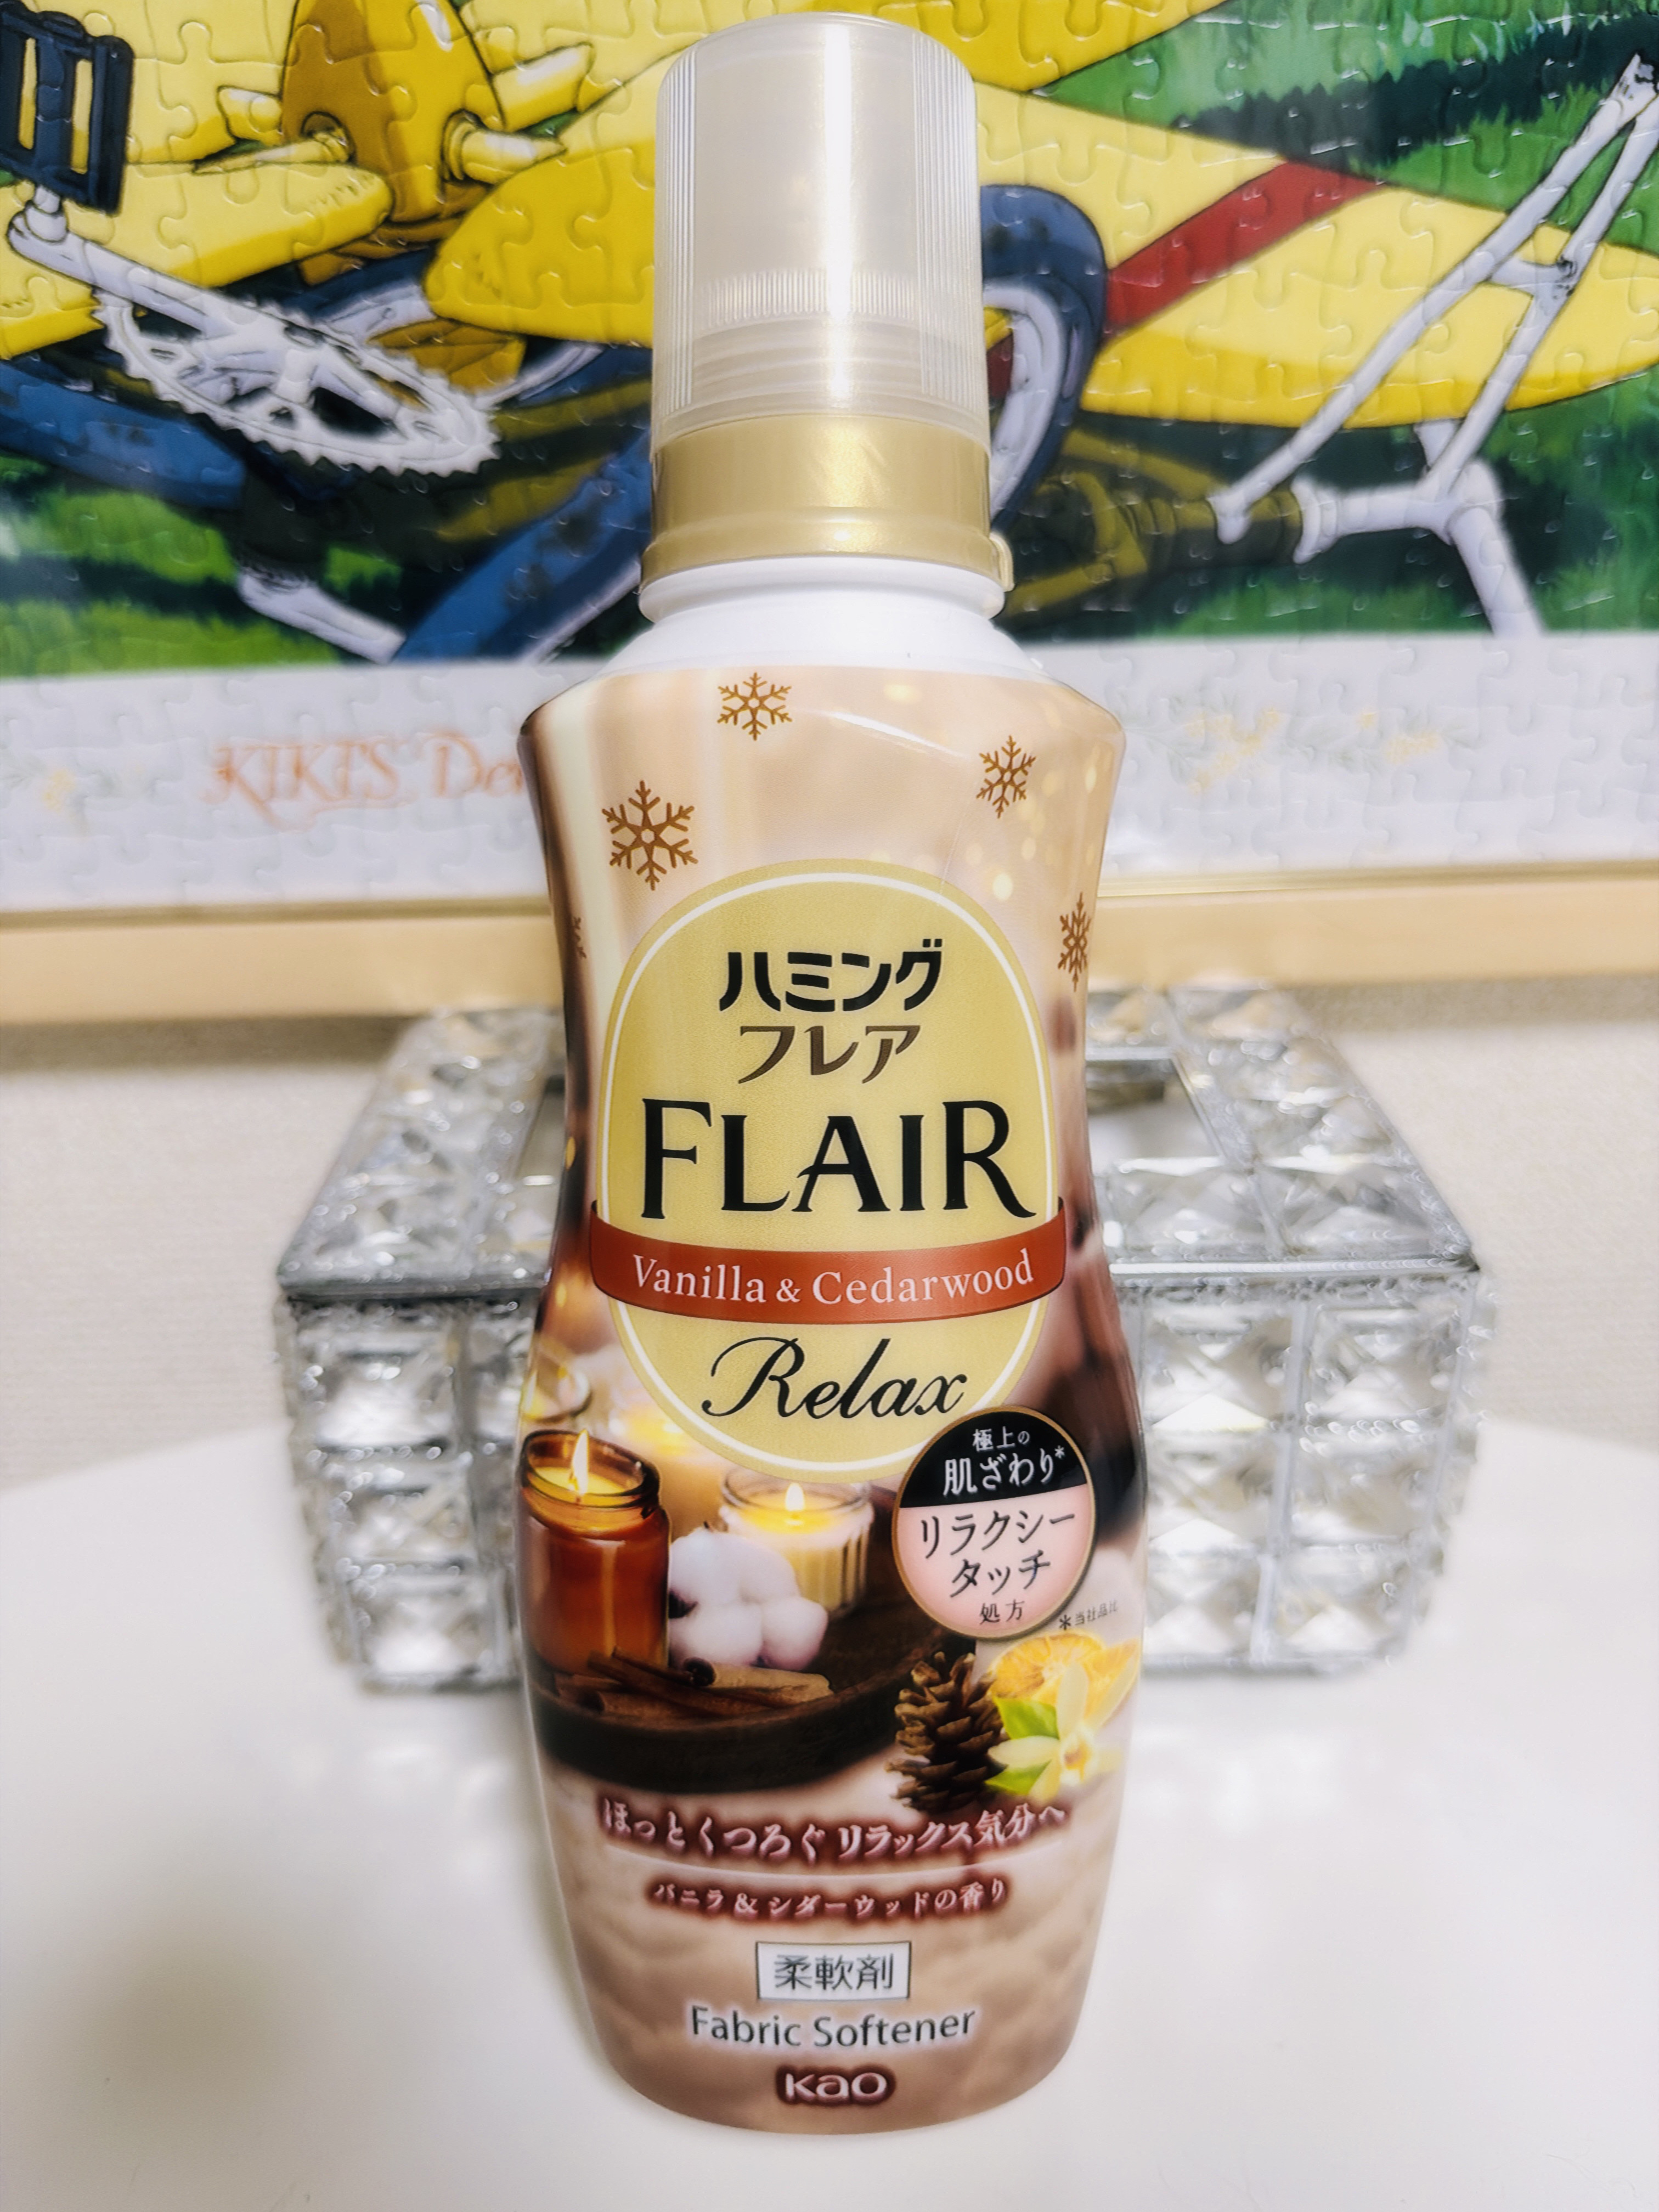 KIKI'S De
ハミング
フレア
FLAIR
Vanilla & Cedarwood
Relax
極上の
肌ざわり*
リラクシー
タッチ
処方
*当社品比
ほっとくつろぐ リラックス気分へ
バニラ & シダーウッドの香り
柔軟剤
Fabric Softener
Kao